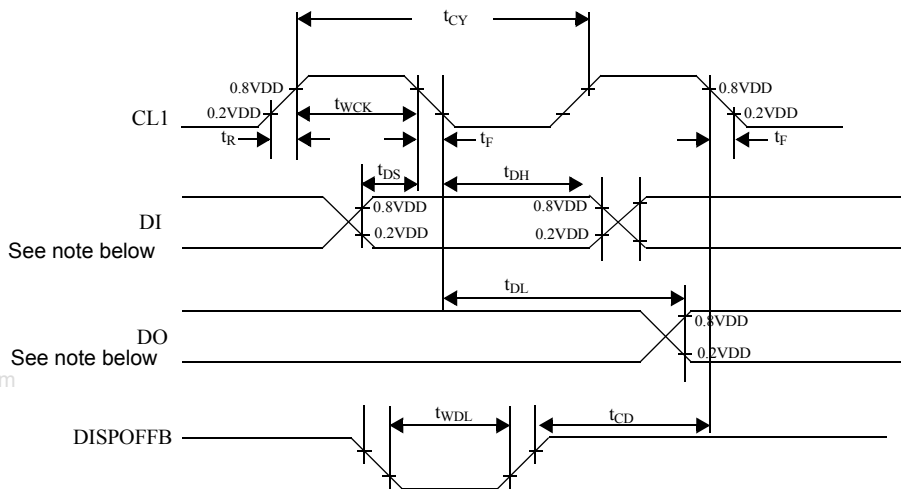 tCY
0.8VDD
0.8VDD
tWCK
CL1
0.2VDD
0.2VDD
tR
tF
tF
tDS
tDH
DI
0.8VDD
0.8VDD
0.2VDD
0.2VDD
See note below
tDL
DO
0.8VDD
0.2VDD
See note below
m
tWDL
tCD
DISPOFFB